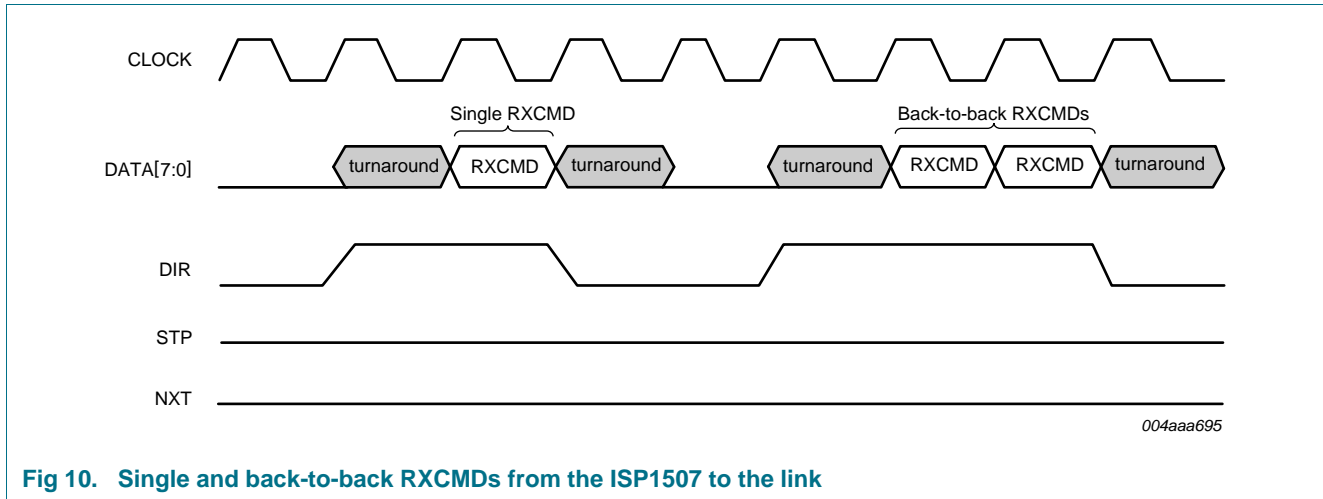 CLOCK
Single RXCMD
Back-to-back RXCMDs
DATA[7:0]
turnaround
RXCMD
turnaround
turnaround
RXCMD
RXCMD
turnaround
DIR
STP
NXT
004aaa695
Fig 10. Single and back-to-back RXCMDs from the ISP1507 to the link